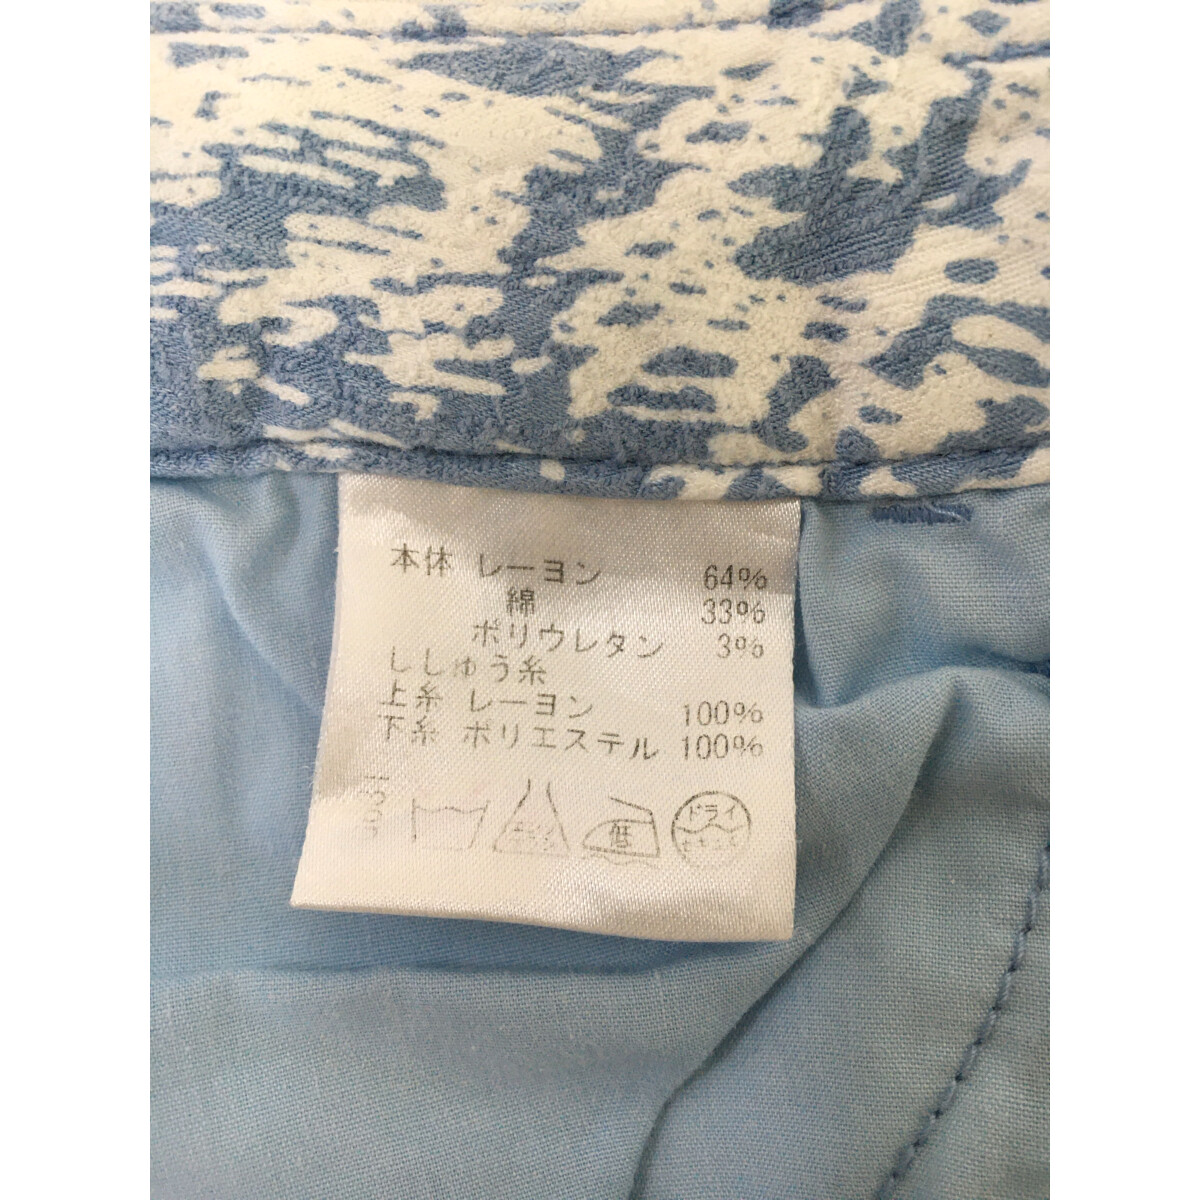 本体 レーヨン 64%
綿 33%
ポリウレタン 3%
ししゅう糸
上糸 レーヨン 100%
下糸 ポリエステル 100%
低
ドライ